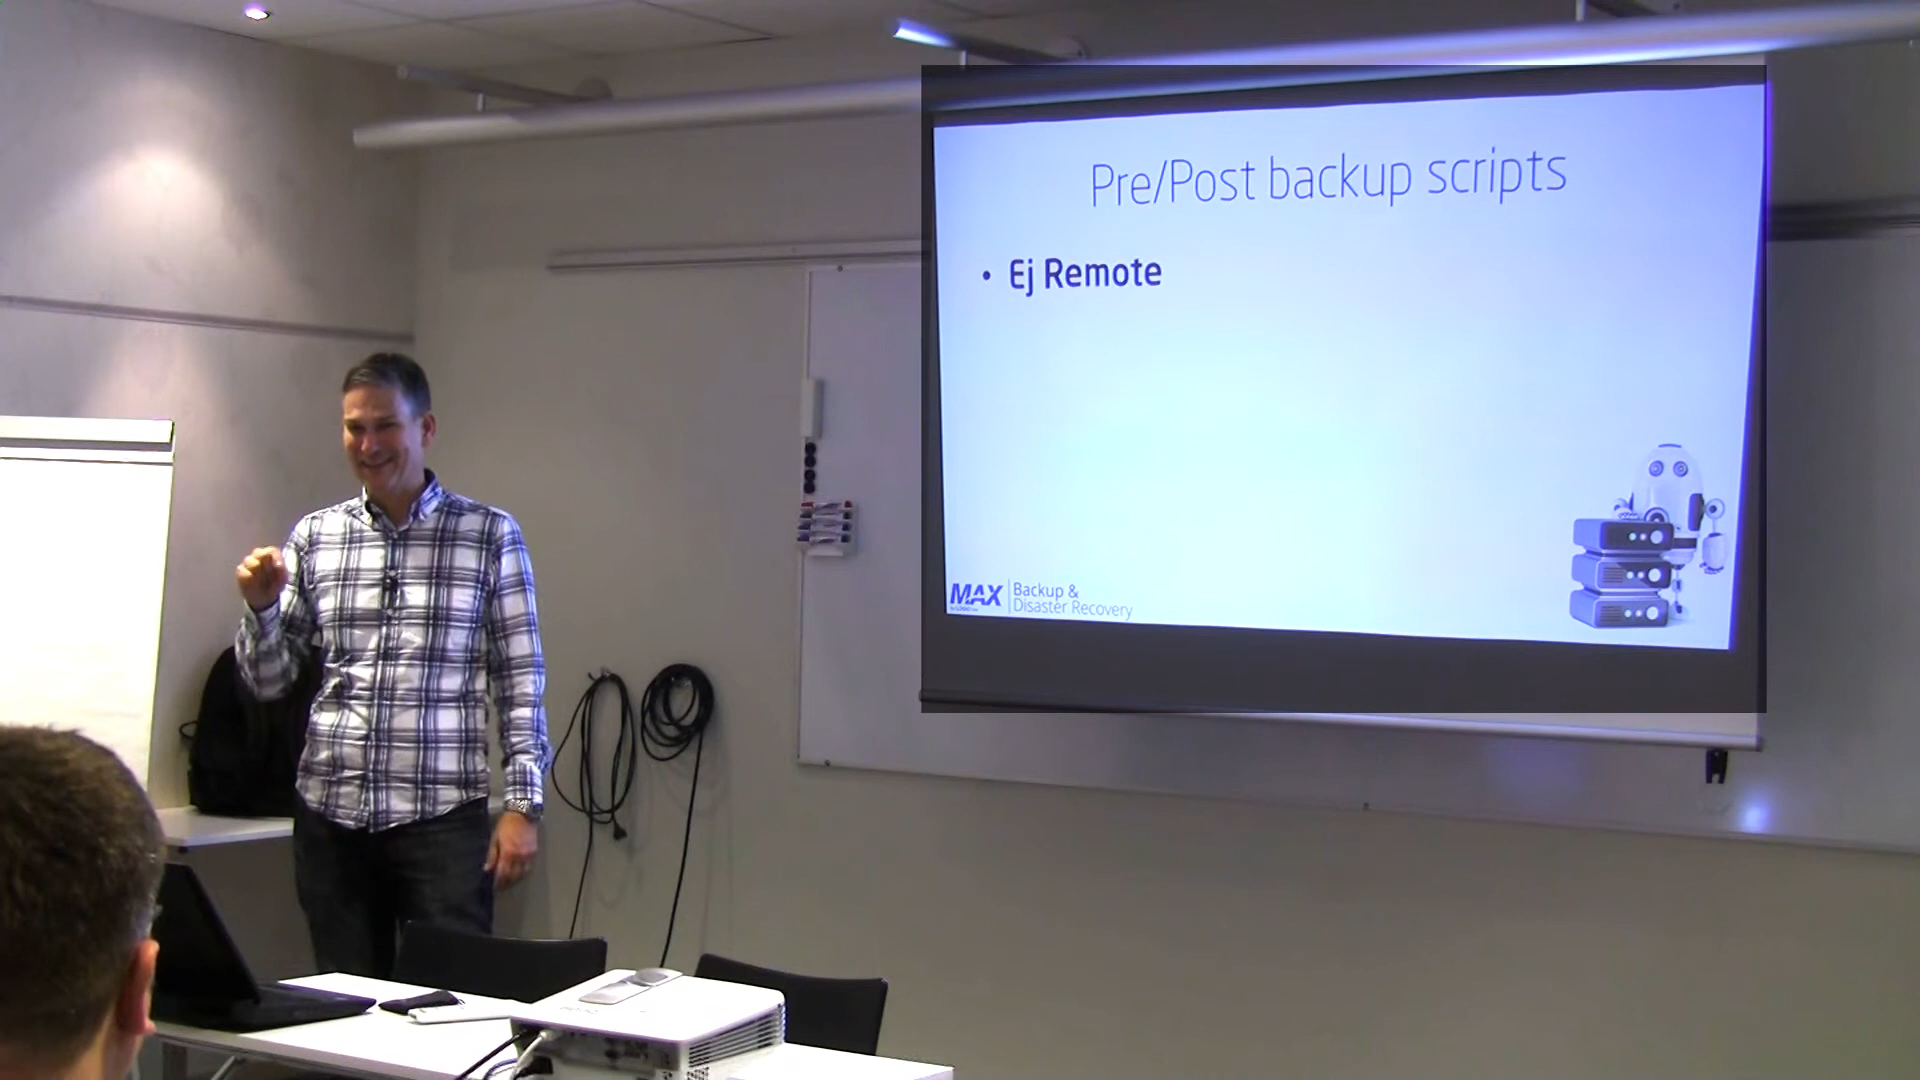 Pre/Post backup scripts
• Ej Remote
MAX
Backup &
Disaster Recovery